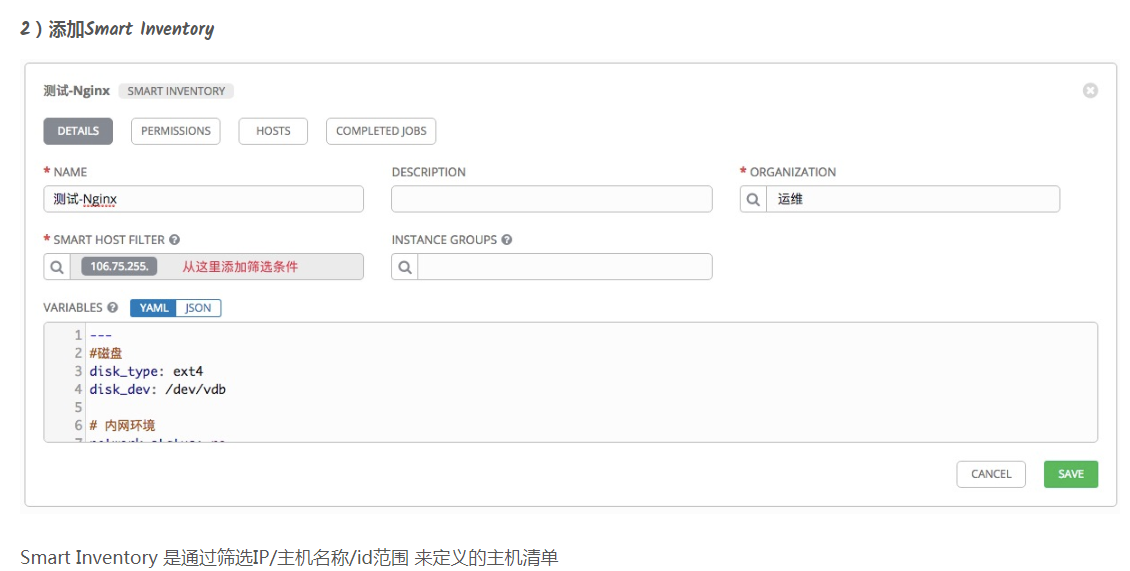 2）添加Smart Inventory
测试-Nginx SMART INVENTORY
DETAILS PERMISSIONS HOSTS COMPLETED JOBS
* NAME DESCRIPTION * ORGANIZATION
测试-Nginx 运维
* SMART HOST FILTER INSTANCE GROUPS
106.75.255. 从这里添加筛选条件
VARIABLES YAML JSON
1 ---
2 #磁盘
3 disk_type: ext4
4 disk_dev: /dev/vdb
5
6 # 内网环境
CANCEL SAVE
Smart Inventory 是通过筛选IP/主机名称/id范围 来定义的主机清单